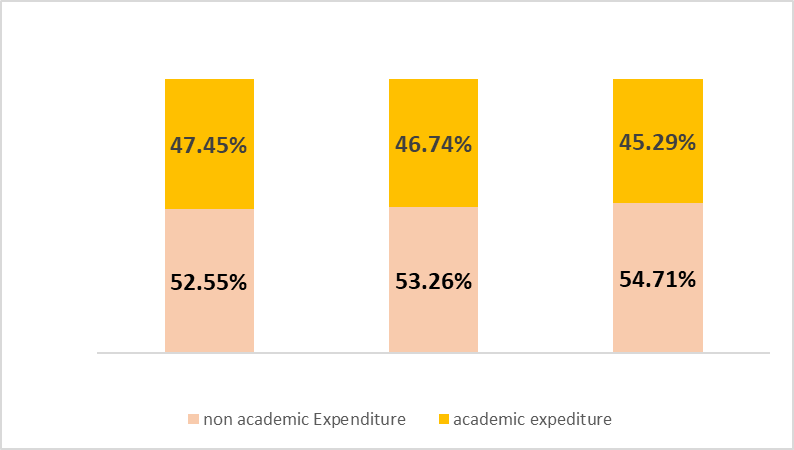 47.45% 46.74% 45.29%
52.55% 53.26% 54.71%
non academic Expenditure academic expediture